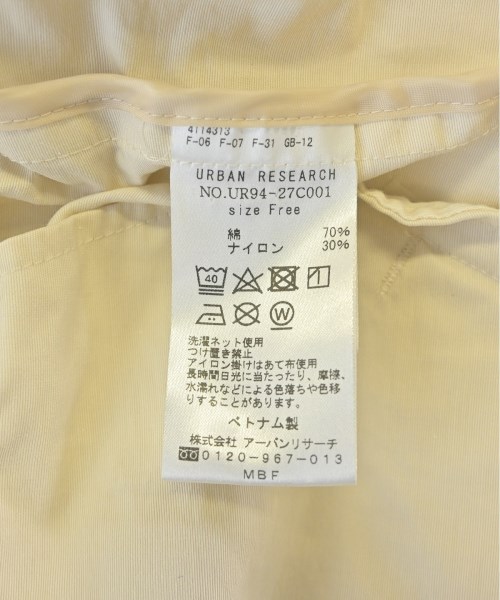 4114313
F-06 F-07 F-31 GB-12
URBAN RESEARCH
NO.UR94-27C001
size Free
綿 70%
ナイロン 30%
40
W
洗濯ネット使用
つけ置き禁止
アイロン掛けはあて布使用
長時間日光に当たったり、摩擦、
水濡れなどによる色落ちや色移
りすることがあります。
ベトナム製
株式会社 アーバンリサーチ
0120-967-013
MBF